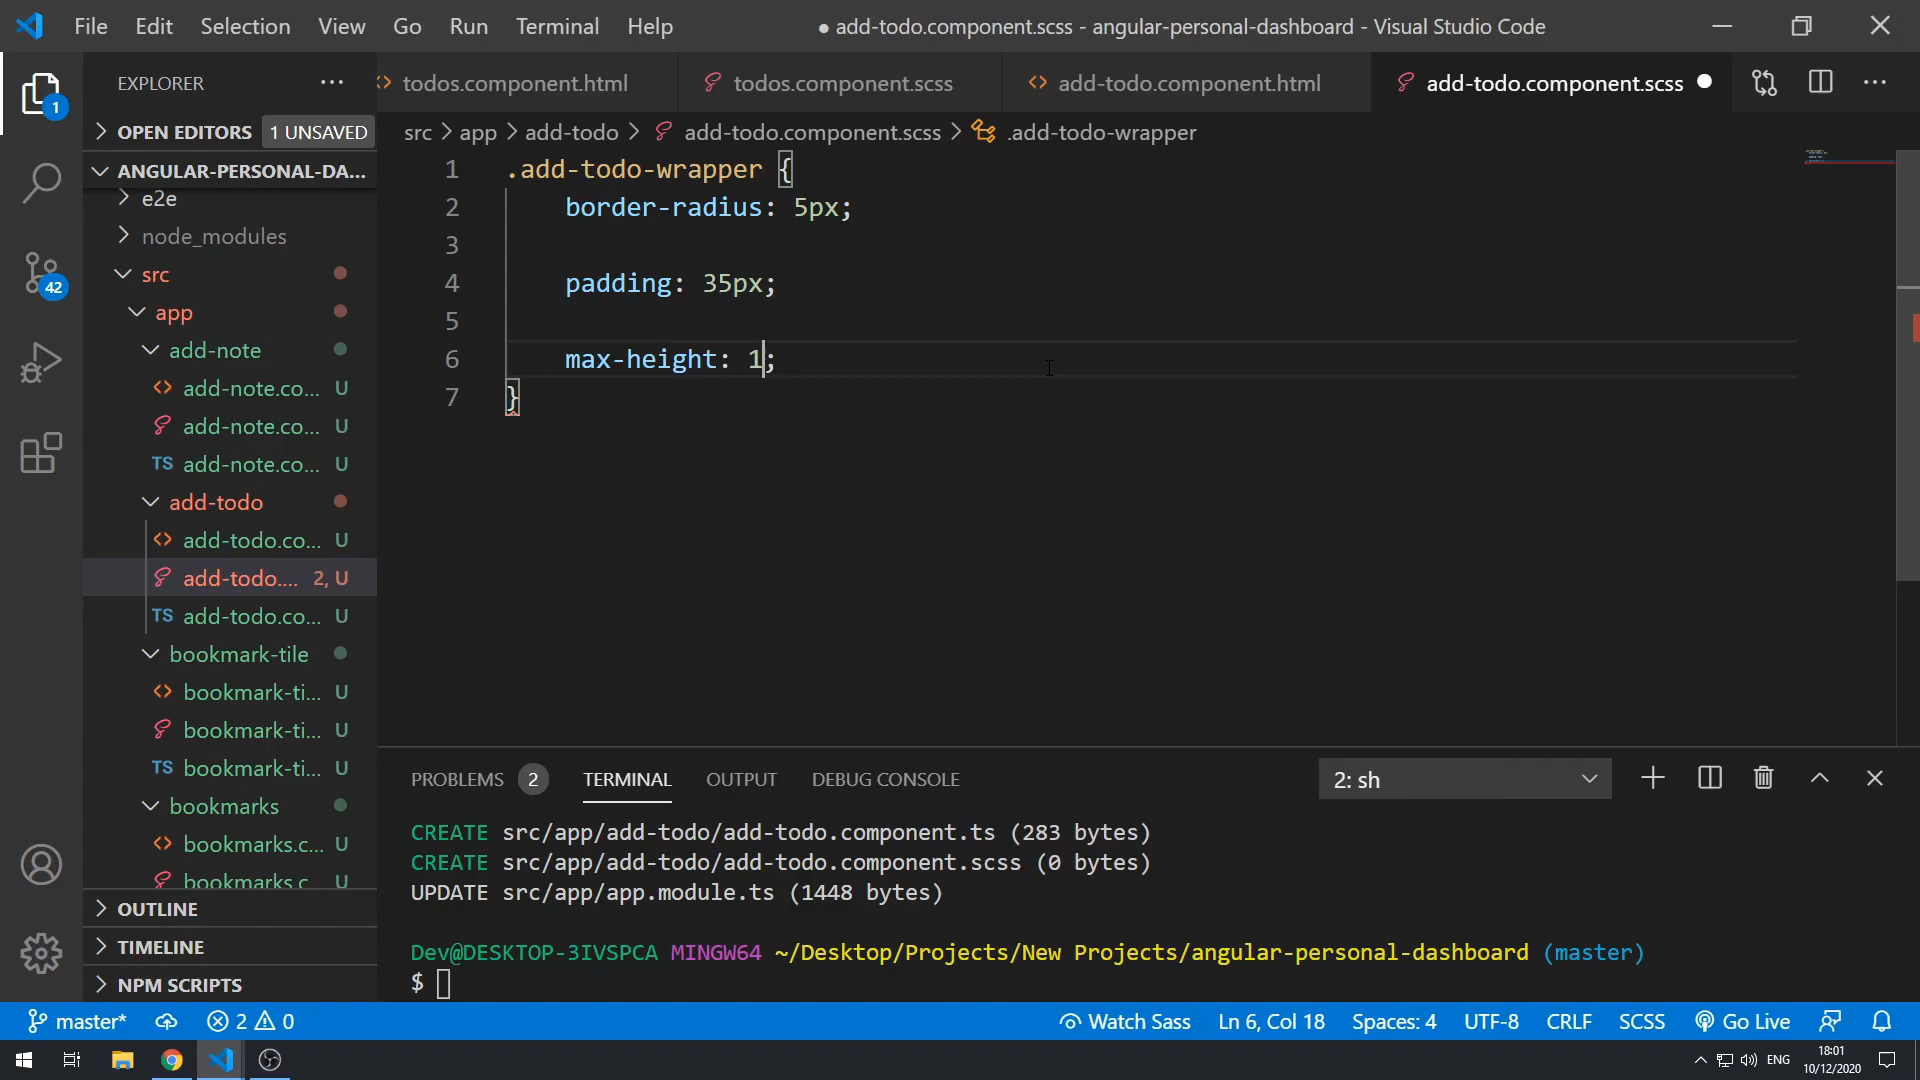 File Edit Selection View Go Run Terminal Help
● add-todo.component.scss - angular-personal-dashboard - Visual Studio Code
EXPLORER ···
todos.component.html todos.component.scss add-todo.component.html add-todo.component.scss
1
OPEN EDITORS 1 UNSAVED
src > app > add-todo > add-todo.component.scss > .add-todo-wrapper
ANGULAR-PERSONAL-DA...
e2e
node_modules
src
app
add-note
add-note.co... U
add-note.co... U
TS add-note.co... U
add-todo
add-todo.co... U
add-todo.... 2, U
TS add-todo.co... U
bookmark-tile
bookmark-ti... U
bookmark-ti... U
TS bookmark-ti... U
bookmarks
bookmarks.c... U
bookmarks.c U
OUTLINE
TIMELINE
NPM SCRIPTS
42
1 .add-todo-wrapper {
2 border-radius: 5px;
3
4 padding: 35px;
5
6 max-height: 1;
7 }
PROBLEMS 2 TERMINAL OUTPUT DEBUG CONSOLE 2: sh
CREATE src/app/add-todo/add-todo.component.ts (283 bytes)
CREATE src/app/add-todo/add-todo.component.scss (0 bytes)
UPDATE src/app/app.module.ts (1448 bytes)
Dev@DESKTOP-3IVSPCA MINGW64 ~/Desktop/Projects/New Projects/angular-personal-dashboard (master)
$
master* 2 0 Watch Sass Ln 6, Col 18 Spaces: 4 UTF-8 CRLF SCSS Go Live
ENG 18:01
10/12/2020